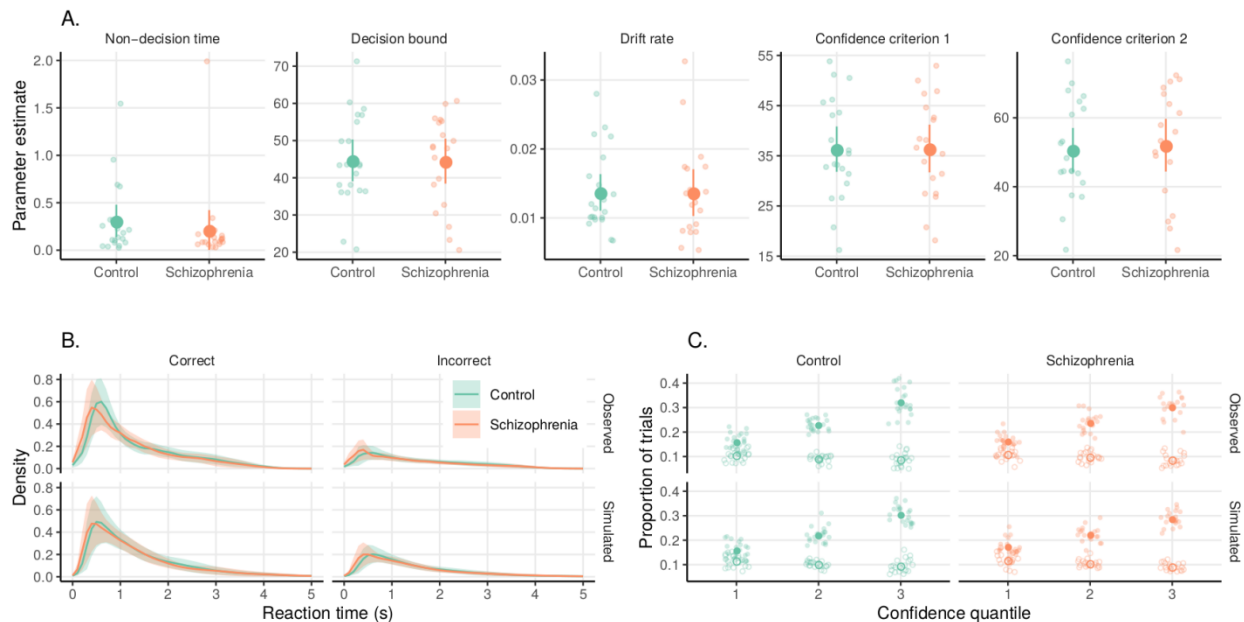 A.
Non−decision time
Decision bound
Drift rate
Confidence criterion 1
Confidence criterion 2
Parameter estimate
2.0
1.5
1.0
0.5
0.0
70
60
50
40
30
20
0.03
0.02
0.01
55
45
35
25
15
60
40
20
Control Schizophrenia
Control Schizophrenia
Control Schizophrenia
Control Schizophrenia
Control Schizophrenia
B.
Correct
Incorrect
Density
0.8
0.6
0.4
0.2
0.0
Control
Schizophrenia
Observed
0.8
0.6
0.4
0.2
0.0
Simulated
0 1 2 3 4 5
0 1 2 3 4 5
Reaction time (s)
C.
Control
Schizophrenia
Proportion of trials
0.4
0.3
0.2
0.1
Observed
0.4
0.3
0.2
0.1
Simulated
1 2 3
1 2 3
Confidence quantile